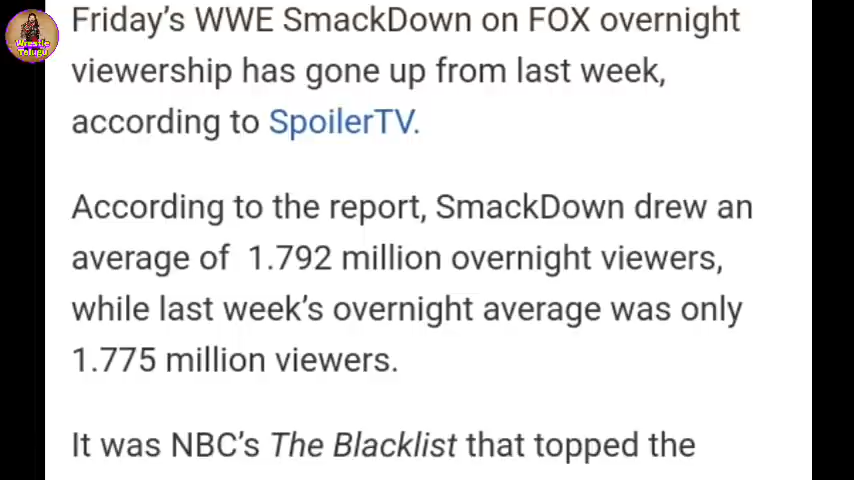 Wrestle
Telugu
Friday’s WWE SmackDown on FOX overnight
viewership has gone up from last week,
according to SpoilerTV.
According to the report, SmackDown drew an
average of 1.792 million overnight viewers,
while last week’s overnight average was only
1.775 million viewers.
It was NBC’s The Blacklist that topped the